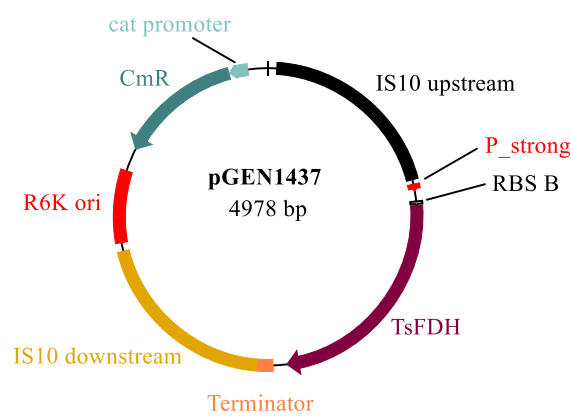 cat promoter
CmR
IS10 upstream
P_strong
RBS B
pGEN1437
4978 bp
R6K ori
TsFDH
IS10 downstream
Terminator